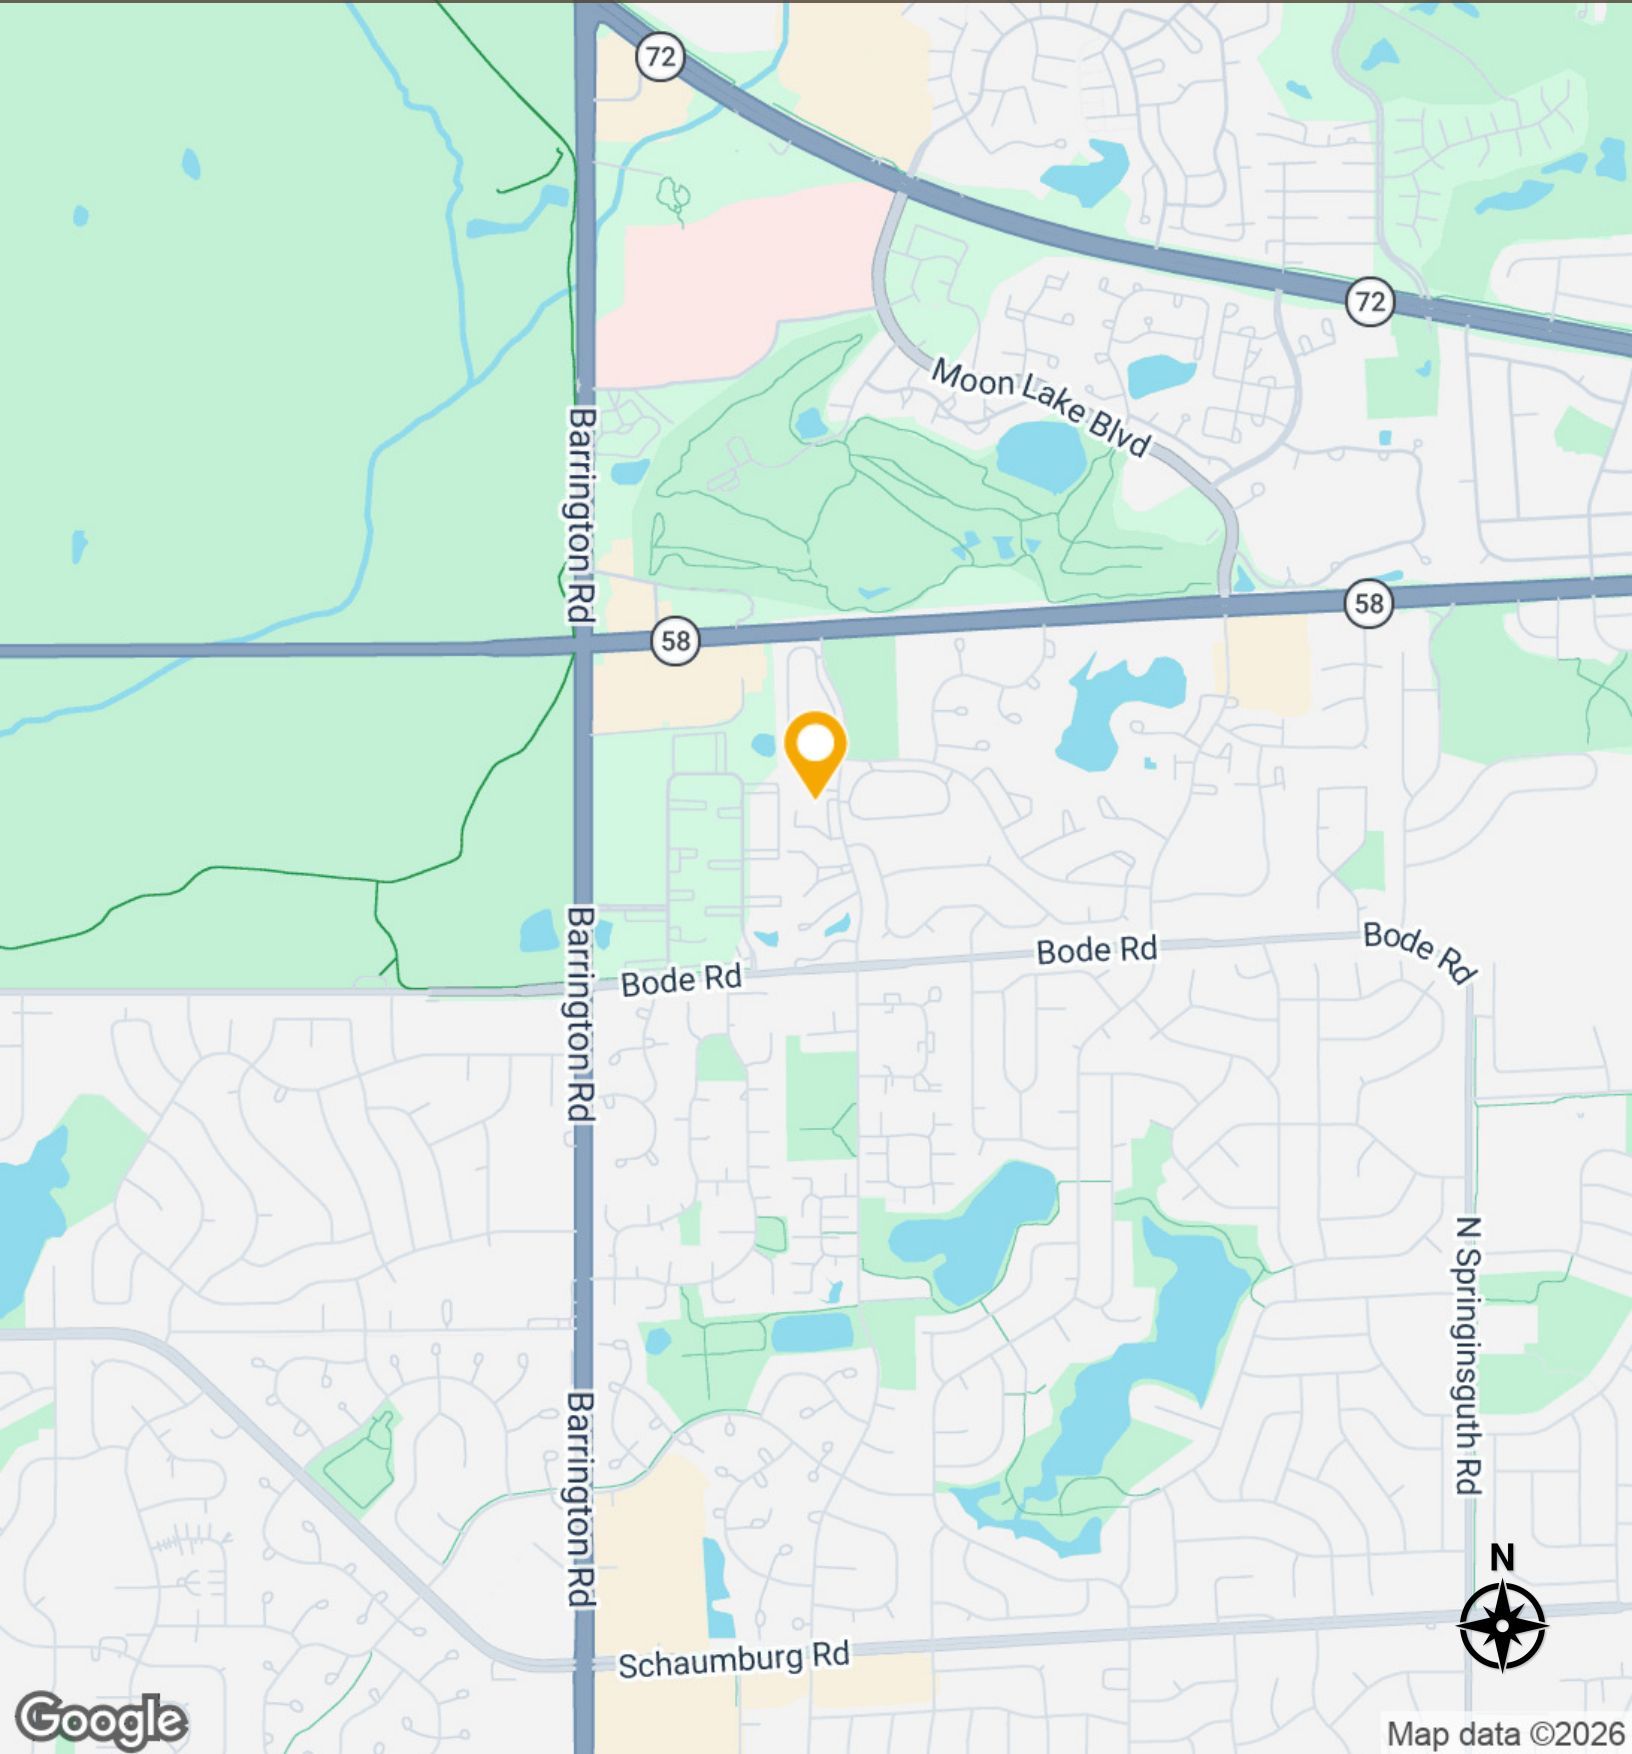 72
72
Moon Lake Blvd
Barrington Rd
58
58
Barrington Rd
Bode Rd
Bode Rd
Bode Rd
N Springinsguth Rd
Barrington Rd
N
Schaumburg Rd
Google
Map data ©2026